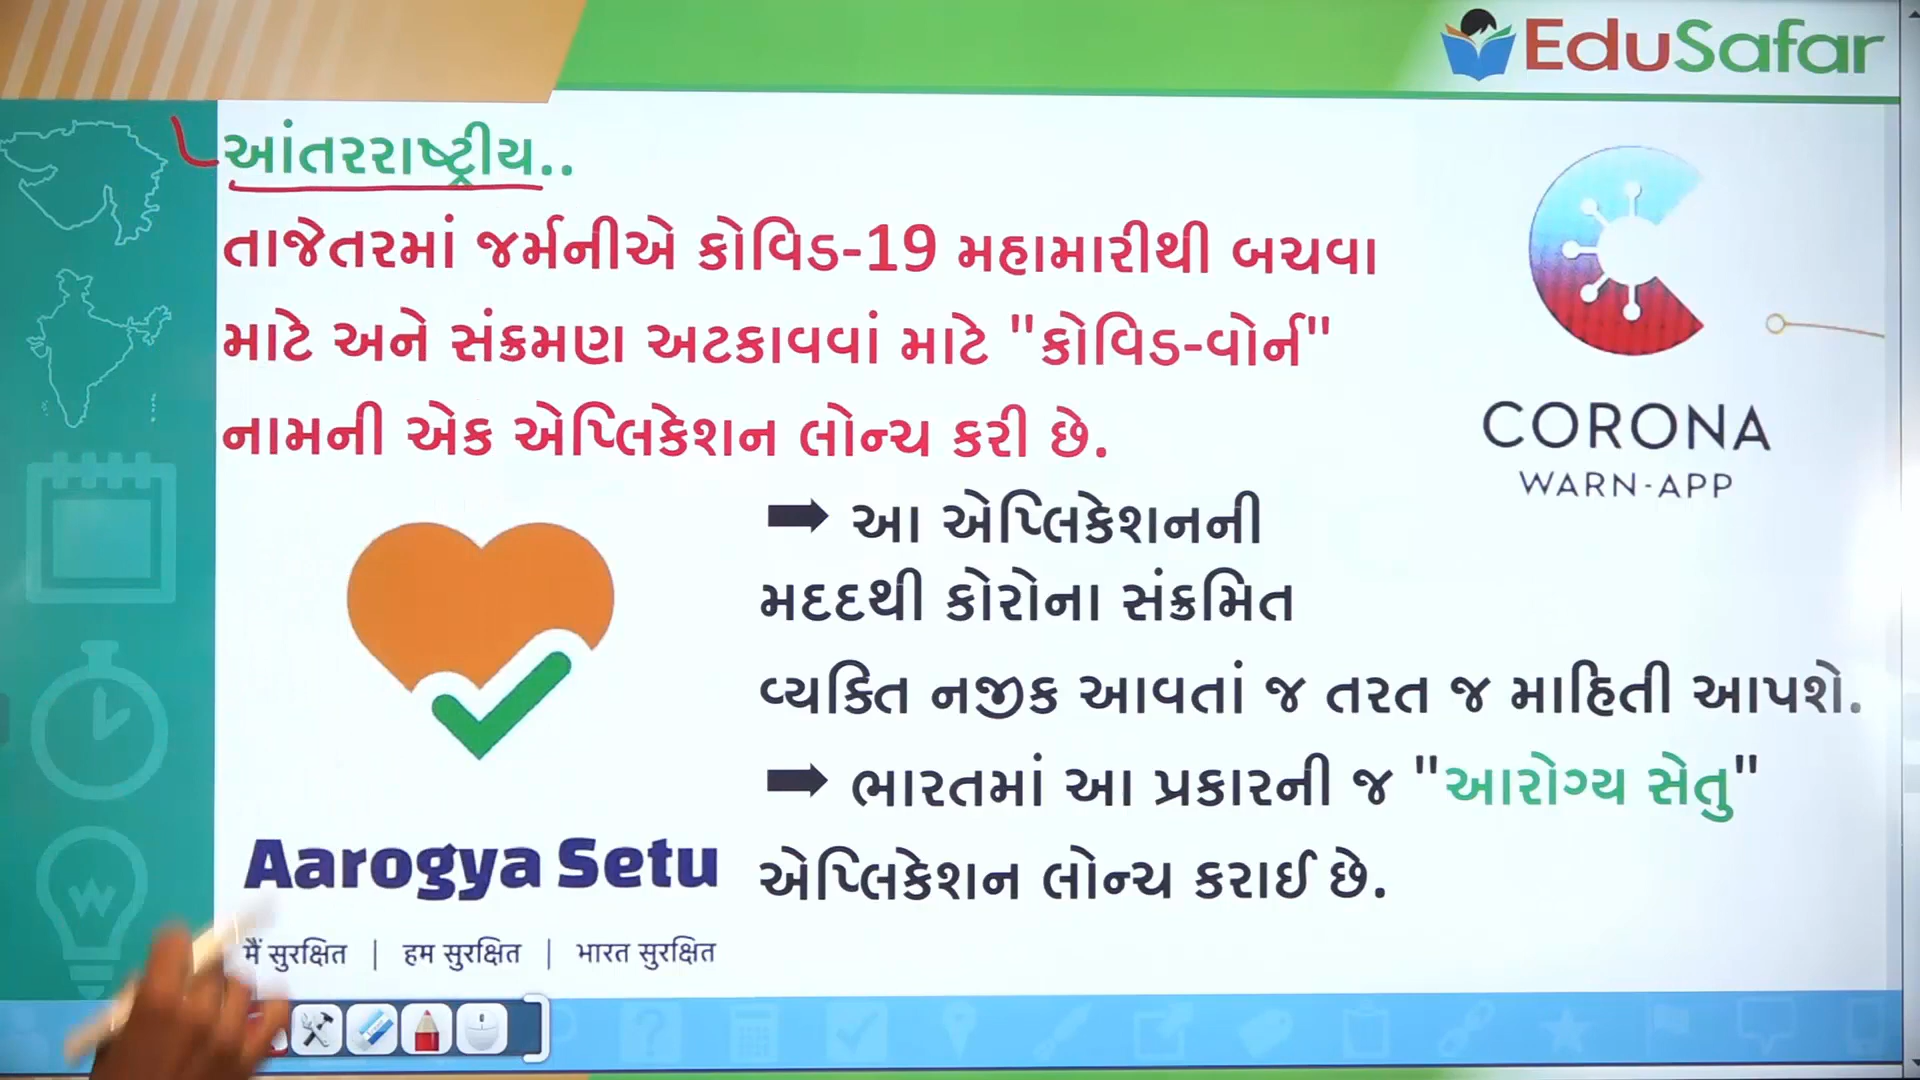 EduSafar
આંતરરાષ્ટ્રીય..
તાજેતરમાં જર્મનીએ કોવિડ-19 મહામારીથી બચવા
માટે અને સંક્રમણ અટકાવવાં માટે "કોવિડ-વોર્ન"
નામની એક એપ્લિકેશન લોન્ચ કરી છે.
CORONA
WARN-APP
➡ આ એપ્લિકેશનની
મદદથી કોરોના સંક્રમિત
વ્યક્તિ નજીક આવતાં જ તરત જ માહિતી આપશે.
➡ ભારતમાં આ પ્રકારની જ "આરોગ્ય સેતુ"
એપ્લિકેશન લોન્ચ કરાઈ છે.
Aarogya Setu
मैं सुरक्षित | हम सुरक्षित | भारत सुरक्षित